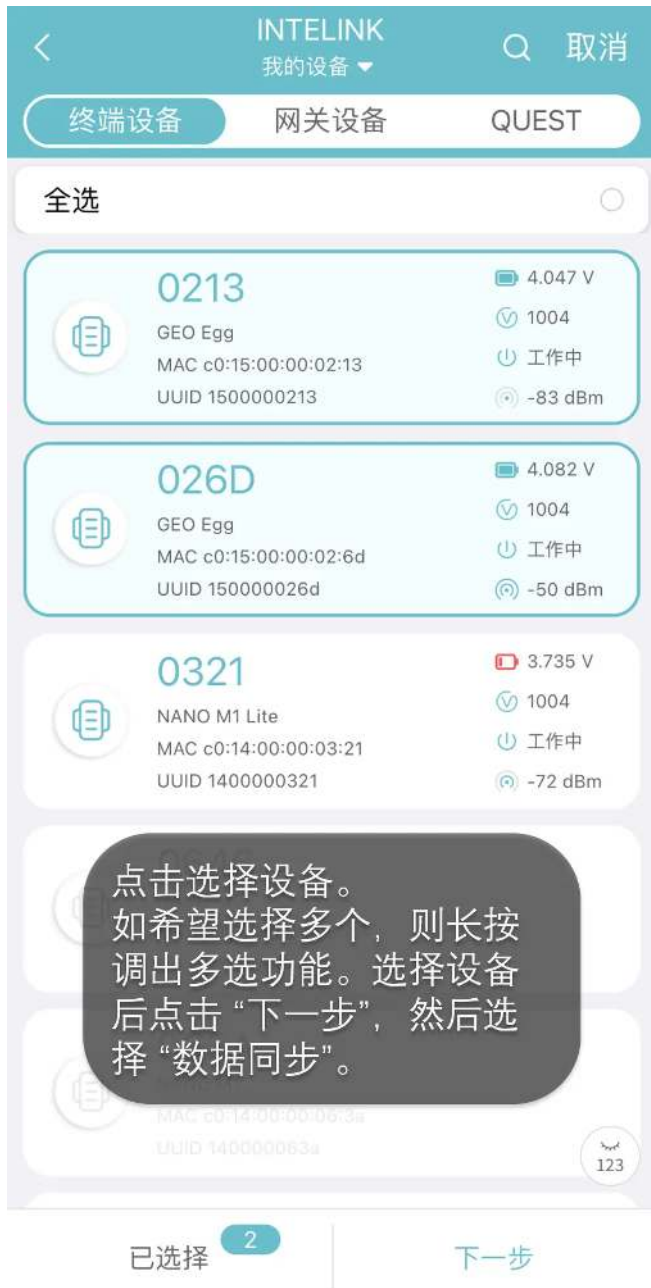 INTELINK
我的设备
取消
终端设备
网关设备
QUEST
全选
0213
GEO Egg
MAC c0:15:00:00:02:13
UUID 1500000213
4.047 V
1004
工作中
-83 dBm
026D
GEO Egg
MAC c0:15:00:00:02:6d
UUID 150000026d
4.082 V
1004
工作中
-50 dBm
0321
NANO M1 Lite
MAC c0:14:00:00:03:21
UUID 1400000321
3.735 V
1004
工作中
-72 dBm
点击选择设备。
如希望选择多个，则长按
调出多选功能。选择设备
后点击“下一步”，然后选
择“数据同步”。
MAC c0:14:00:00:06:3a
UUID 140000063a
123
已选择
2
下一步